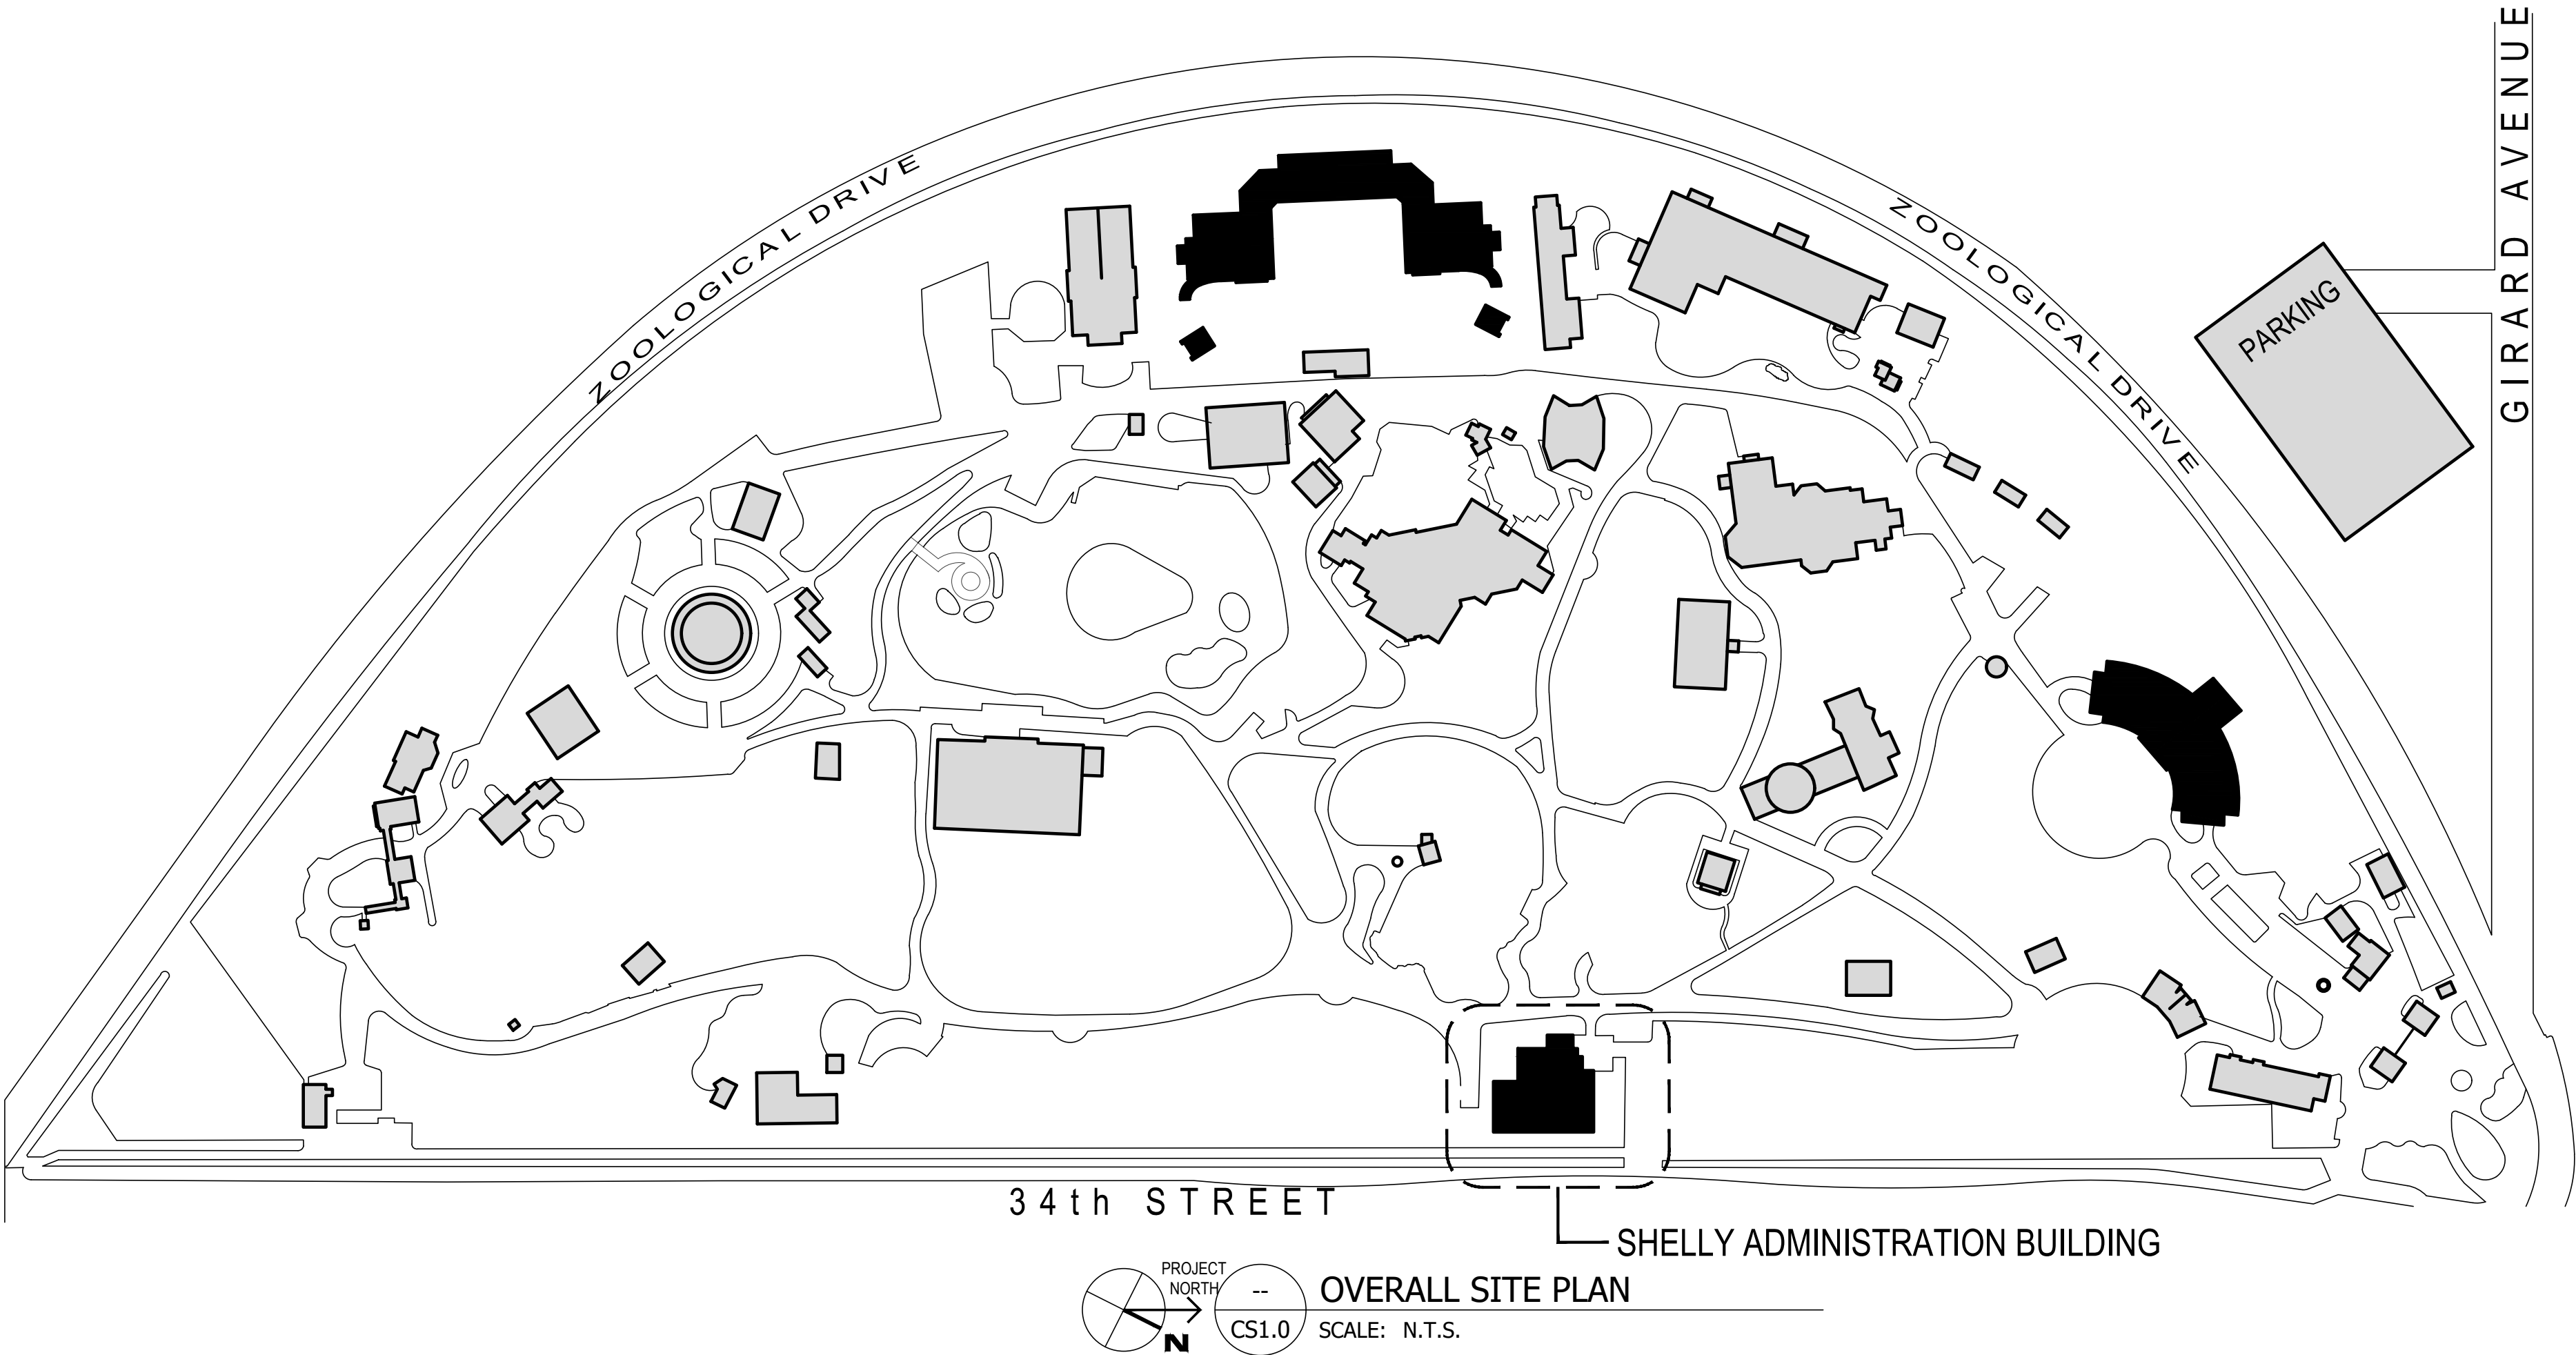 GIRARD AVENUE
ZOOLOGICAL DRIVE
ZOOLOGICAL DRIVE
PARKING
34th STREET
SHELLY ADMINISTRATION BUILDING
PROJECT
NORTH
N
--
CS1.0
OVERALL SITE PLAN
SCALE: N.T.S.